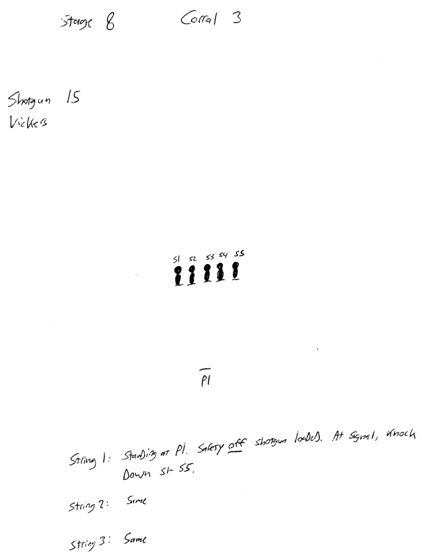 Stage 8 Corral 3
Shotgun 15
Vickers
S1 S2 S3 S4 S5
P1
String 1: Standing at P1. Safety off shotgun loaded. At signal, knock
Down S1-S5.
String 2: Same
String 3: Same